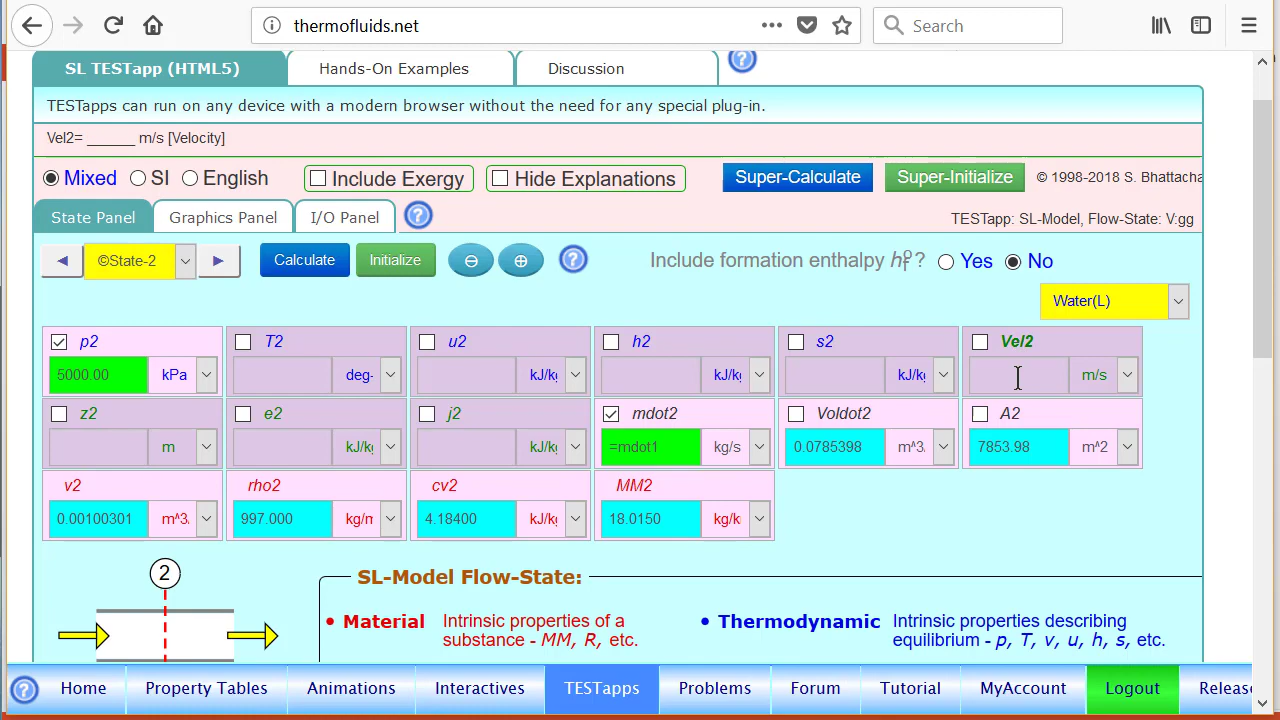 thermofluids.net
Search
SL TESTapp (HTML5)
Hands-On Examples
Discussion
TESTapps can run on any device with a modern browser without the need for any special plug-in.
Vel2= ______ m/s [Velocity]
Mixed SI English Include Exergy Hide Explanations Super-Calculate Super-Initialize © 1998-2018 S. Bhattacha
State Panel Graphics Panel I/O Panel TESTapp: SL-Model, Flow-State: V:gg
©State-2 Calculate Initialize Include formation enthalpy ? Yes No
Water(L)
p2 T2 u2 h2 s2 Vel2
5000.00 kPa deg- kJ/kg kJ/kg kJ/kg m/s
z2 e2 j2 mdot2 Voldot2 A2
m kJ/kg kJ/kg =mdot1 kg/s 0.0785398 m^3. 7853.98 m^2
v2 rho2 cv2 MM2
0.00100301 m^3. 997.000 kg/m 4.18400 kJ/kg 18.0150 kg/k
2
SL-Model Flow-State:
• Material Intrinsic properties of a substance - MM, R, etc.
• Thermodynamic Intrinsic properties describing equilibrium - p, T, v, u, h, s, etc.
Home Property Tables Animations Interactives TESTapps Problems Forum Tutorial MyAccount Logout Release